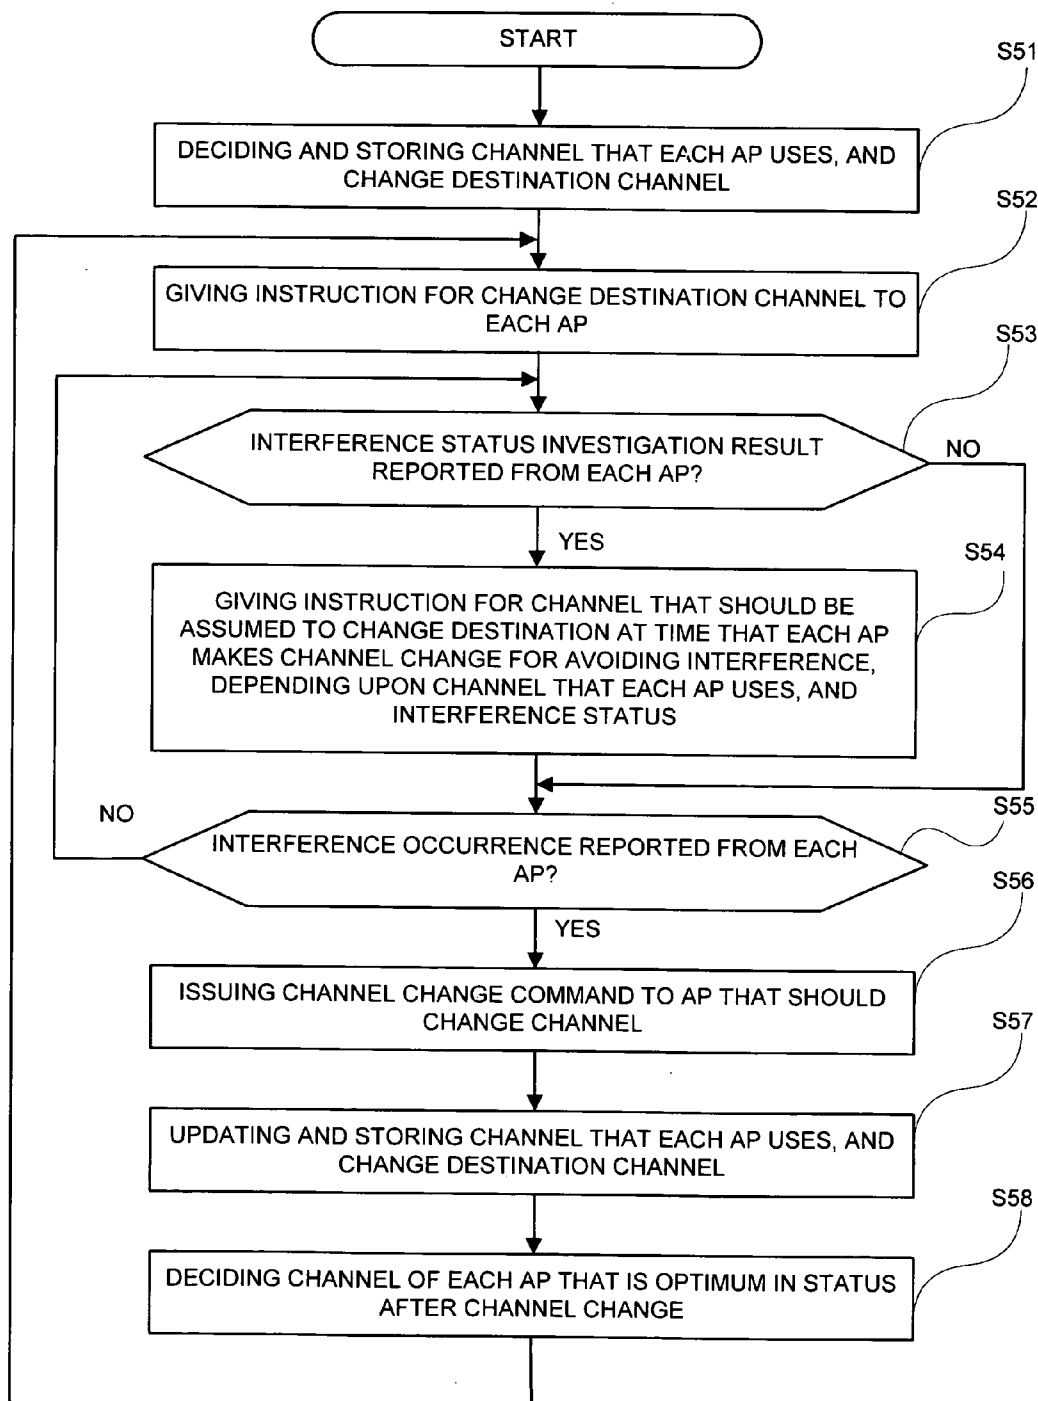 START
S51
DECIDING AND STORING CHANNEL THAT EACH AP USES, AND
CHANGE DESTINATION CHANNEL
S52
GIVING INSTRUCTION FOR CHANGE DESTINATION CHANNEL TO
EACH AP
S53
INTERFERENCE STATUS INVESTIGATION RESULT
REPORTED FROM EACH AP?
NO
YES
S54
GIVING INSTRUCTION FOR CHANNEL THAT SHOULD BE
ASSUMED TO CHANGE DESTINATION AT TIME THAT EACH AP
MAKES CHANNEL CHANGE FOR AVOIDING INTERFERENCE,
DEPENDING UPON CHANNEL THAT EACH AP USES, AND
INTERFERENCE STATUS
NO
S55
INTERFERENCE OCCURRENCE REPORTED FROM EACH
AP?
YES
S56
ISSUING CHANNEL CHANGE COMMAND TO AP THAT SHOULD
CHANGE CHANNEL
S57
UPDATING AND STORING CHANNEL THAT EACH AP USES, AND
CHANGE DESTINATION CHANNEL
S58
DECIDING CHANNEL OF EACH AP THAT IS OPTIMUM IN STATUS
AFTER CHANNEL CHANGE